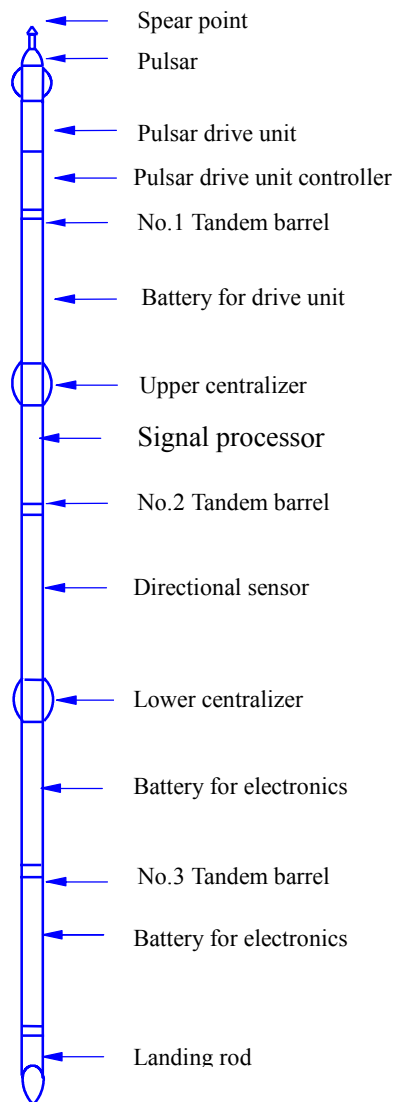 Spear point
Pulsar
Pulsar drive unit
Pulsar drive unit controller
No.1 Tandem barrel
Battery for drive unit
Upper centralizer
Signal processor
No.2 Tandem barrel
Directional sensor
Lower centralizer
Battery for electronics
No.3 Tandem barrel
Battery for electronics
Landing rod